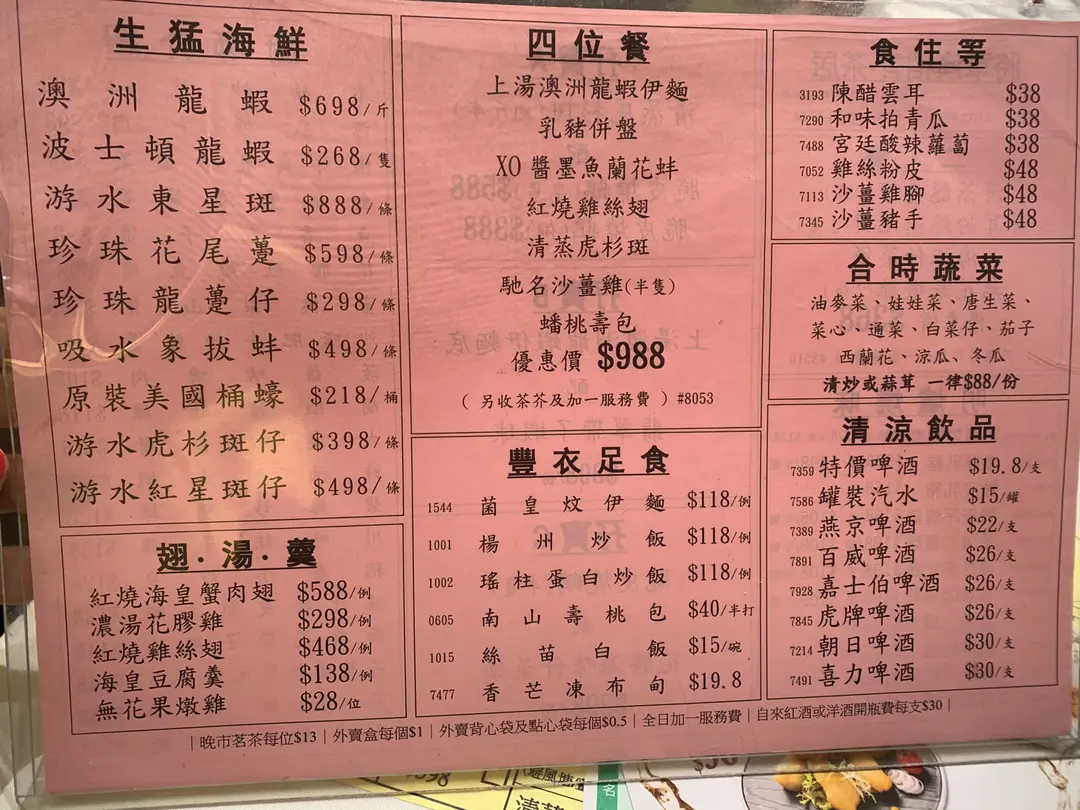 生猛海鮮
澳洲龍蝦 $698/斤
波士頓龍蝦 $268/隻
游水東星斑 $888/條
珍珠花尾躉 $598/條
珍珠龍躉仔 $298/條
吸水象拔蚌 $498/條
原裝美國桶蠔 $218/桶
游水虎杉斑仔 $398/條
游水紅星斑仔 $498/條
翅·湯·羹
紅燒海皇蟹肉翅 $588/例
濃湯花膠雞 $298/例
紅燒雞絲翅 $468/例
海皇豆腐羹 $138/例
無花果燉雞 $28/位
四位餐
上湯澳洲龍蝦伊麵
乳豬併盤
XO醬墨魚蘭花蚌
紅燒雞絲翅
清蒸虎杉斑
馳名沙薑雞(半隻)
蟠桃壽包
優惠價 $988
( 另收茶芥及加一服務費 ) #8053
豐衣足食
1544 菌皇炆伊麵 $118/例
1001 楊州炒飯 $118/例
1002 瑤柱蛋白炒飯 $118/例
0605 南山壽桃包 $40/半打
1015 絲苗白飯 $15/碗
7477 香芒凍布甸 $19.8
食住等
3193 陳醋雲耳 $38
7290 和味拍青瓜 $38
7488 宮廷酸辣蘿蔔 $38
7052 雞絲粉皮 $48
7113 沙薑雞腳 $48
7345 沙薑豬手 $48
合時蔬菜
油麥菜、娃娃菜、唐生菜、
菜心、通菜、白菜仔、茄子
西蘭花、涼瓜、冬瓜
清炒或蒜茸 一律$88/份
清涼飲品
7359 特價啤酒 $19.8/支
7586 罐裝汽水 $15/罐
7389 燕京啤酒 $22/支
7891 百威啤酒 $26/支
7928 嘉士伯啤酒 $26/支
7845 虎牌啤酒 $26/支
7214 朝日啤酒 $30/支
7491 喜力啤酒 $30/支
|晚市茗茶每位$13|外賣盒每個$1|外賣背心袋及點心袋每個$0.5|全日加一服務費|自來紅酒或洋酒開瓶費每支$30|